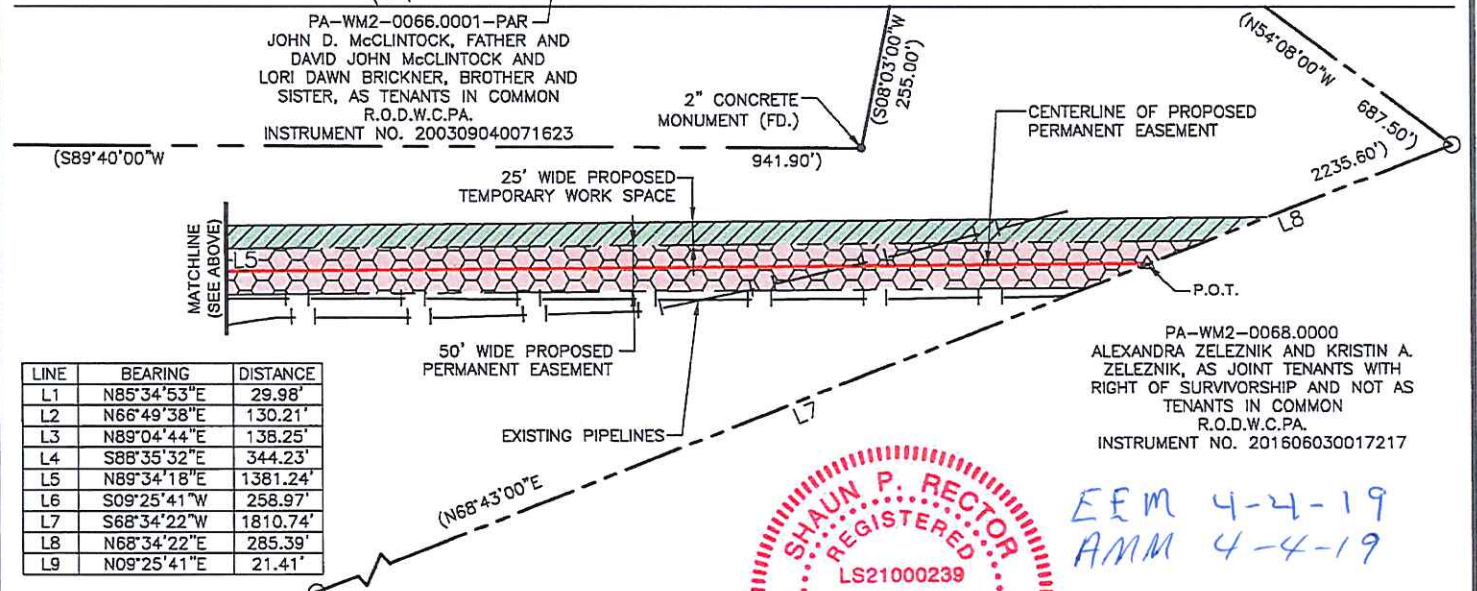 PA-WM2-0066.0001-PAR
JOHN D. McCLINTOCK, FATHER AND
DAVID JOHN McCLINTOCK AND
LORI DAWN BRICKNER, BROTHER AND
SISTER, AS TENANTS IN COMMON
R.O.D.W.C.PA.
INSTRUMENT NO. 200309040071623
2" CONCRETE
MONUMENT (FD.)
(S08°03'00"W
255.00')
(N54°08'00"W
687.50')
CENTERLINE OF PROPOSED
PERMANENT EASEMENT
(S89°40'00"W
941.90')
2235.60')
25' WIDE PROPOSED
TEMPORARY WORK SPACE
MATCHLINE
(SEE ABOVE)
L5
L8
P.O.T.
50' WIDE PROPOSED
PERMANENT EASEMENT
PA-WM2-0068.0000
ALEXANDRA ZELEZNIK AND KRISTIN A.
ZELEZNIK, AS JOINT TENANTS WITH
RIGHT OF SURVIVORSHIP AND NOT AS
TENANTS IN COMMON
R.O.D.W.C.PA.
INSTRUMENT NO. 201606030017217
LINE BEARING DISTANCE
L1 N85°34'53"E 29.98'
L2 N66°49'38"E 130.21'
L3 N89°04'44"E 138.25'
L4 S88°35'32"E 344.23'
L5 N89°34'18"E 1381.24'
L6 S09°25'41"W 258.97'
L7 S68°34'22"W 1810.74'
L8 N68°34'22"E 285.39'
L9 N09°25'41"E 21.41'
EXISTING PIPELINES
L7
(N68°43'00"E
SHAUN P. RECTOR
REGISTERED
LS21000239
EEM 4-4-19
AMM 4-4-19